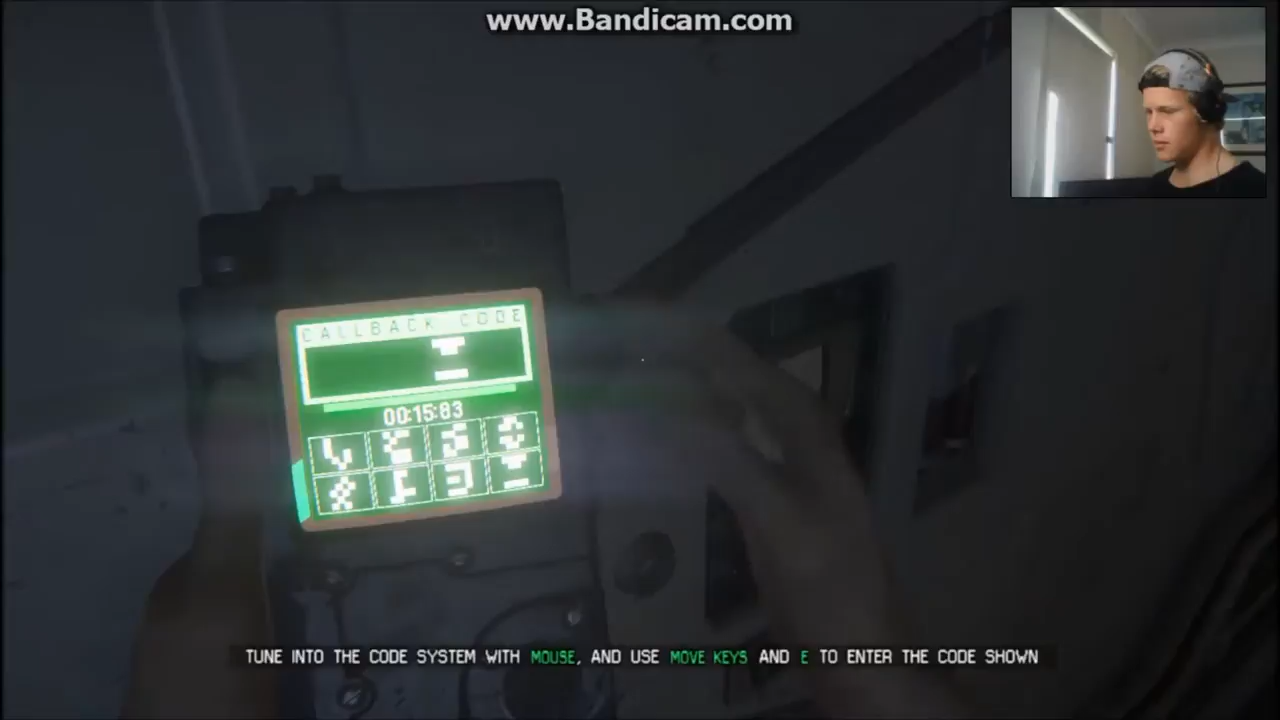 www.Bandicam.com
CALLBACK CODE
00:15:83
TUNE INTO THE CODE SYSTEM WITH MOUSE, AND USE MOVE KEYS AND E TO ENTER THE CODE SHOWN